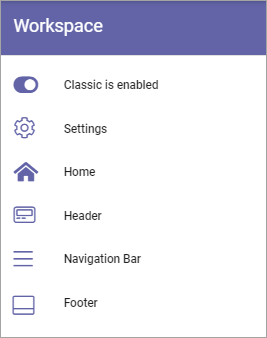 Workspace
Classic is enabled
Settings
Home
Header
Navigation Bar
Footer